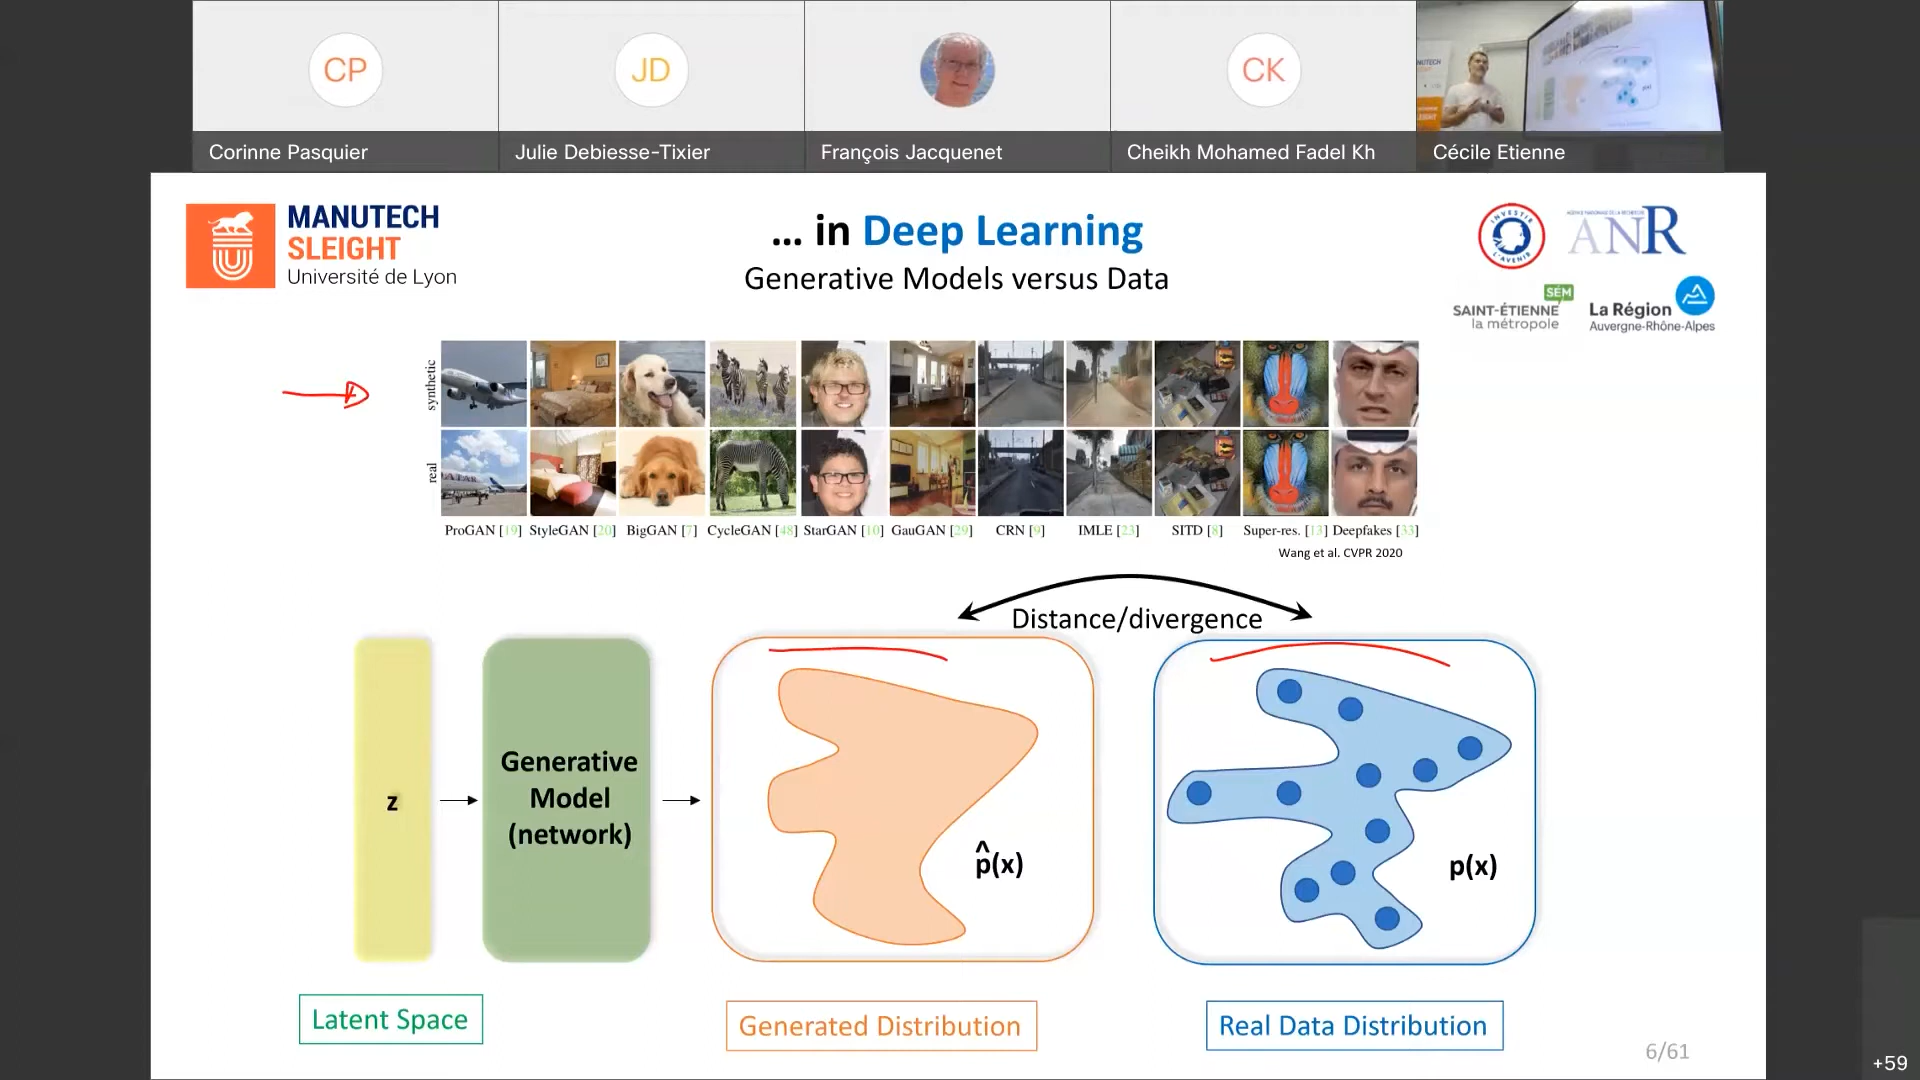 CP
JD
CK
Corinne Pasquier
Julie Debiesse-Tixier
François Jacquenet
Cheikh Mohamed Fadel Kh
Cécile Etienne
MANUTECH
SLEIGHT
Université de Lyon
... in Deep Learning
Generative Models versus Data
INVESTIR
L'AVENIR
ANR
SAINT-ÉTIENNE
SEM
la métropole
La Région
Auvergne-Rhône-Alpes
synthetic
real
ProGAN [19] StyleGAN [20] BigGAN [7] CycleGAN [48] StarGAN [10] GauGAN [29] CRN [9] IMLE [23] SITD [8] Super-res. [13] Deepfakes [33]
Wang et al. CVPR 2020
Distance/divergence
z
Generative
Model
(network)
p̂(x)
p(x)
Latent Space
Generated Distribution
Real Data Distribution
6/61
+59